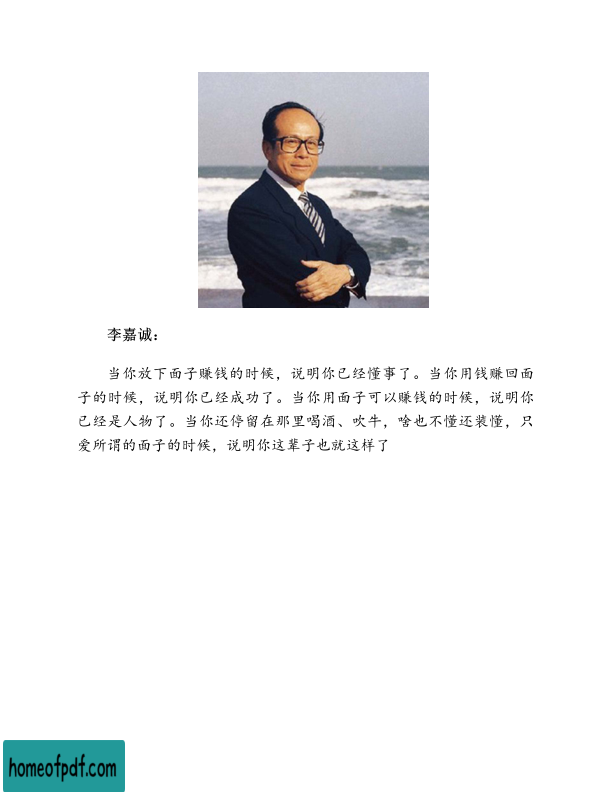 李嘉诚：
当你放下面子赚钱的时候，说明你已经懂事了。当你用钱赚回面
子的时候，说明你已经成功了。当你用面子可以赚钱的时候，说明你
已经是人物了。当你还停留在那里喝酒、吹牛，啥也不懂还装懂，只
爱所谓的面子的时候，说明你这辈子也就这样了
homeofpdf.com